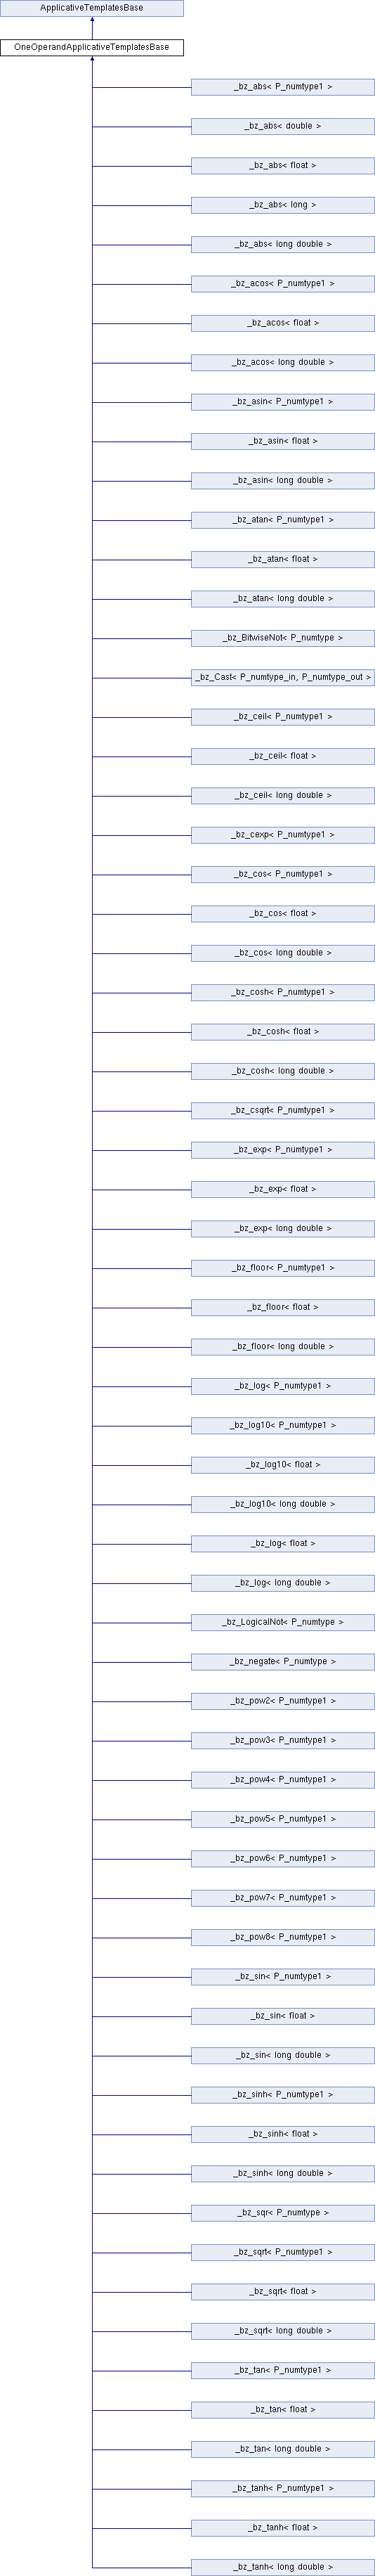 ApplicativeTemplatesBase
OneOperandApplicativeTemplatesBase
_bz_abs< P_numtype1 >
_bz_abs< double >
_bz_abs< float >
_bz_abs< long >
_bz_abs< long double >
_bz_acos< P_numtype1 >
_bz_acos< float >
_bz_acos< long double >
_bz_asin< P_numtype1 >
_bz_asin< float >
_bz_asin< long double >
_bz_atan< P_numtype1 >
_bz_atan< float >
_bz_atan< long double >
_bz_BitwiseNot< P_numtype >
_bz_Cast< P_numtype_in, P_numtype_out >
_bz_ceil< P_numtype1 >
_bz_ceil< float >
_bz_ceil< long double >
_bz_cexp< P_numtype1 >
_bz_cos< P_numtype1 >
_bz_cos< float >
_bz_cos< long double >
_bz_cosh< P_numtype1 >
_bz_cosh< float >
_bz_cosh< long double >
_bz_csqrt< P_numtype1 >
_bz_exp< P_numtype1 >
_bz_exp< float >
_bz_exp< long double >
_bz_floor< P_numtype1 >
_bz_floor< float >
_bz_floor< long double >
_bz_log< P_numtype1 >
_bz_log10< P_numtype1 >
_bz_log10< float >
_bz_log10< long double >
_bz_log< float >
_bz_log< long double >
_bz_LogicalNot< P_numtype >
_bz_negate< P_numtype >
_bz_pow2< P_numtype1 >
_bz_pow3< P_numtype1 >
_bz_pow4< P_numtype1 >
_bz_pow5< P_numtype1 >
_bz_pow6< P_numtype1 >
_bz_pow7< P_numtype1 >
_bz_pow8< P_numtype1 >
_bz_sin< P_numtype1 >
_bz_sin< float >
_bz_sin< long double >
_bz_sinh< P_numtype1 >
_bz_sinh< float >
_bz_sinh< long double >
_bz_sqr< P_numtype >
_bz_sqrt< P_numtype1 >
_bz_sqrt< float >
_bz_sqrt< long double >
_bz_tan< P_numtype1 >
_bz_tan< float >
_bz_tan< long double >
_bz_tanh< P_numtype1 >
_bz_tanh< float >
_bz_tanh< long double >